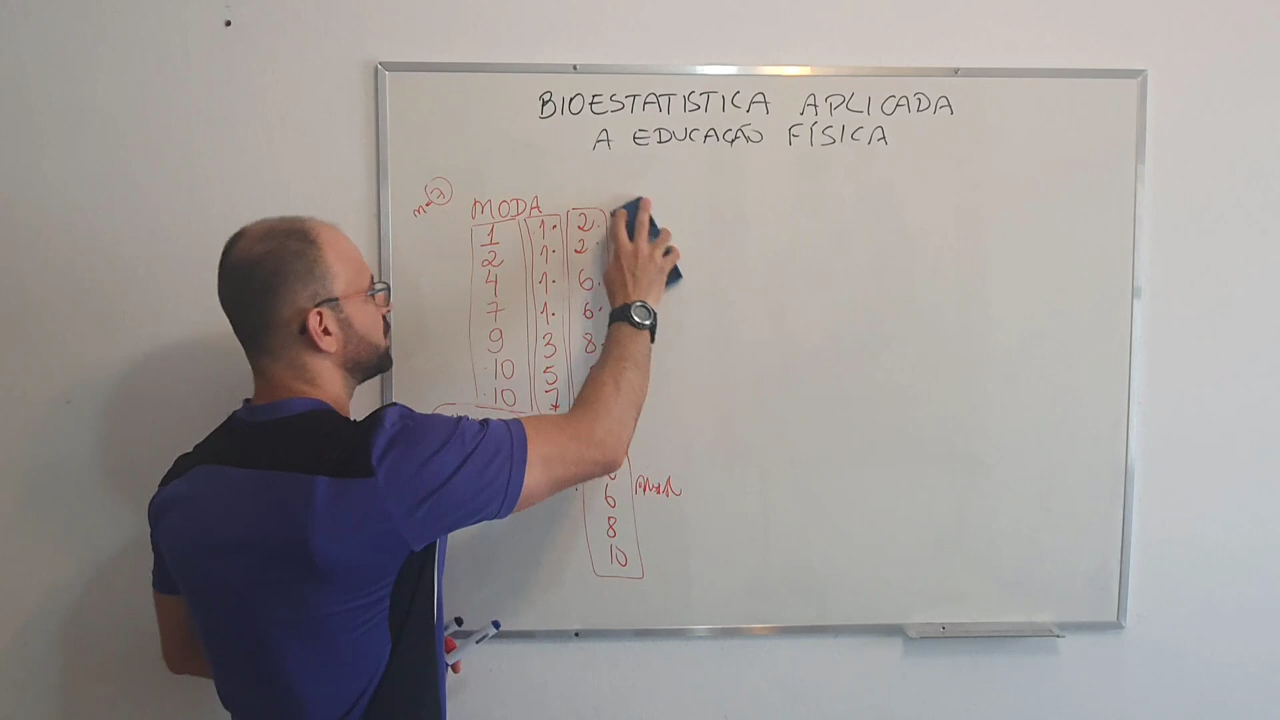 BIOESTATISTICA APLICADA
A EDUCAÇÃO FÍSICA
7
MODA
1 1. 2.
2 1. 2.
4 1. 6.
7 1. 6.
9 3 8.
.10 5
.10 7
6
8
10